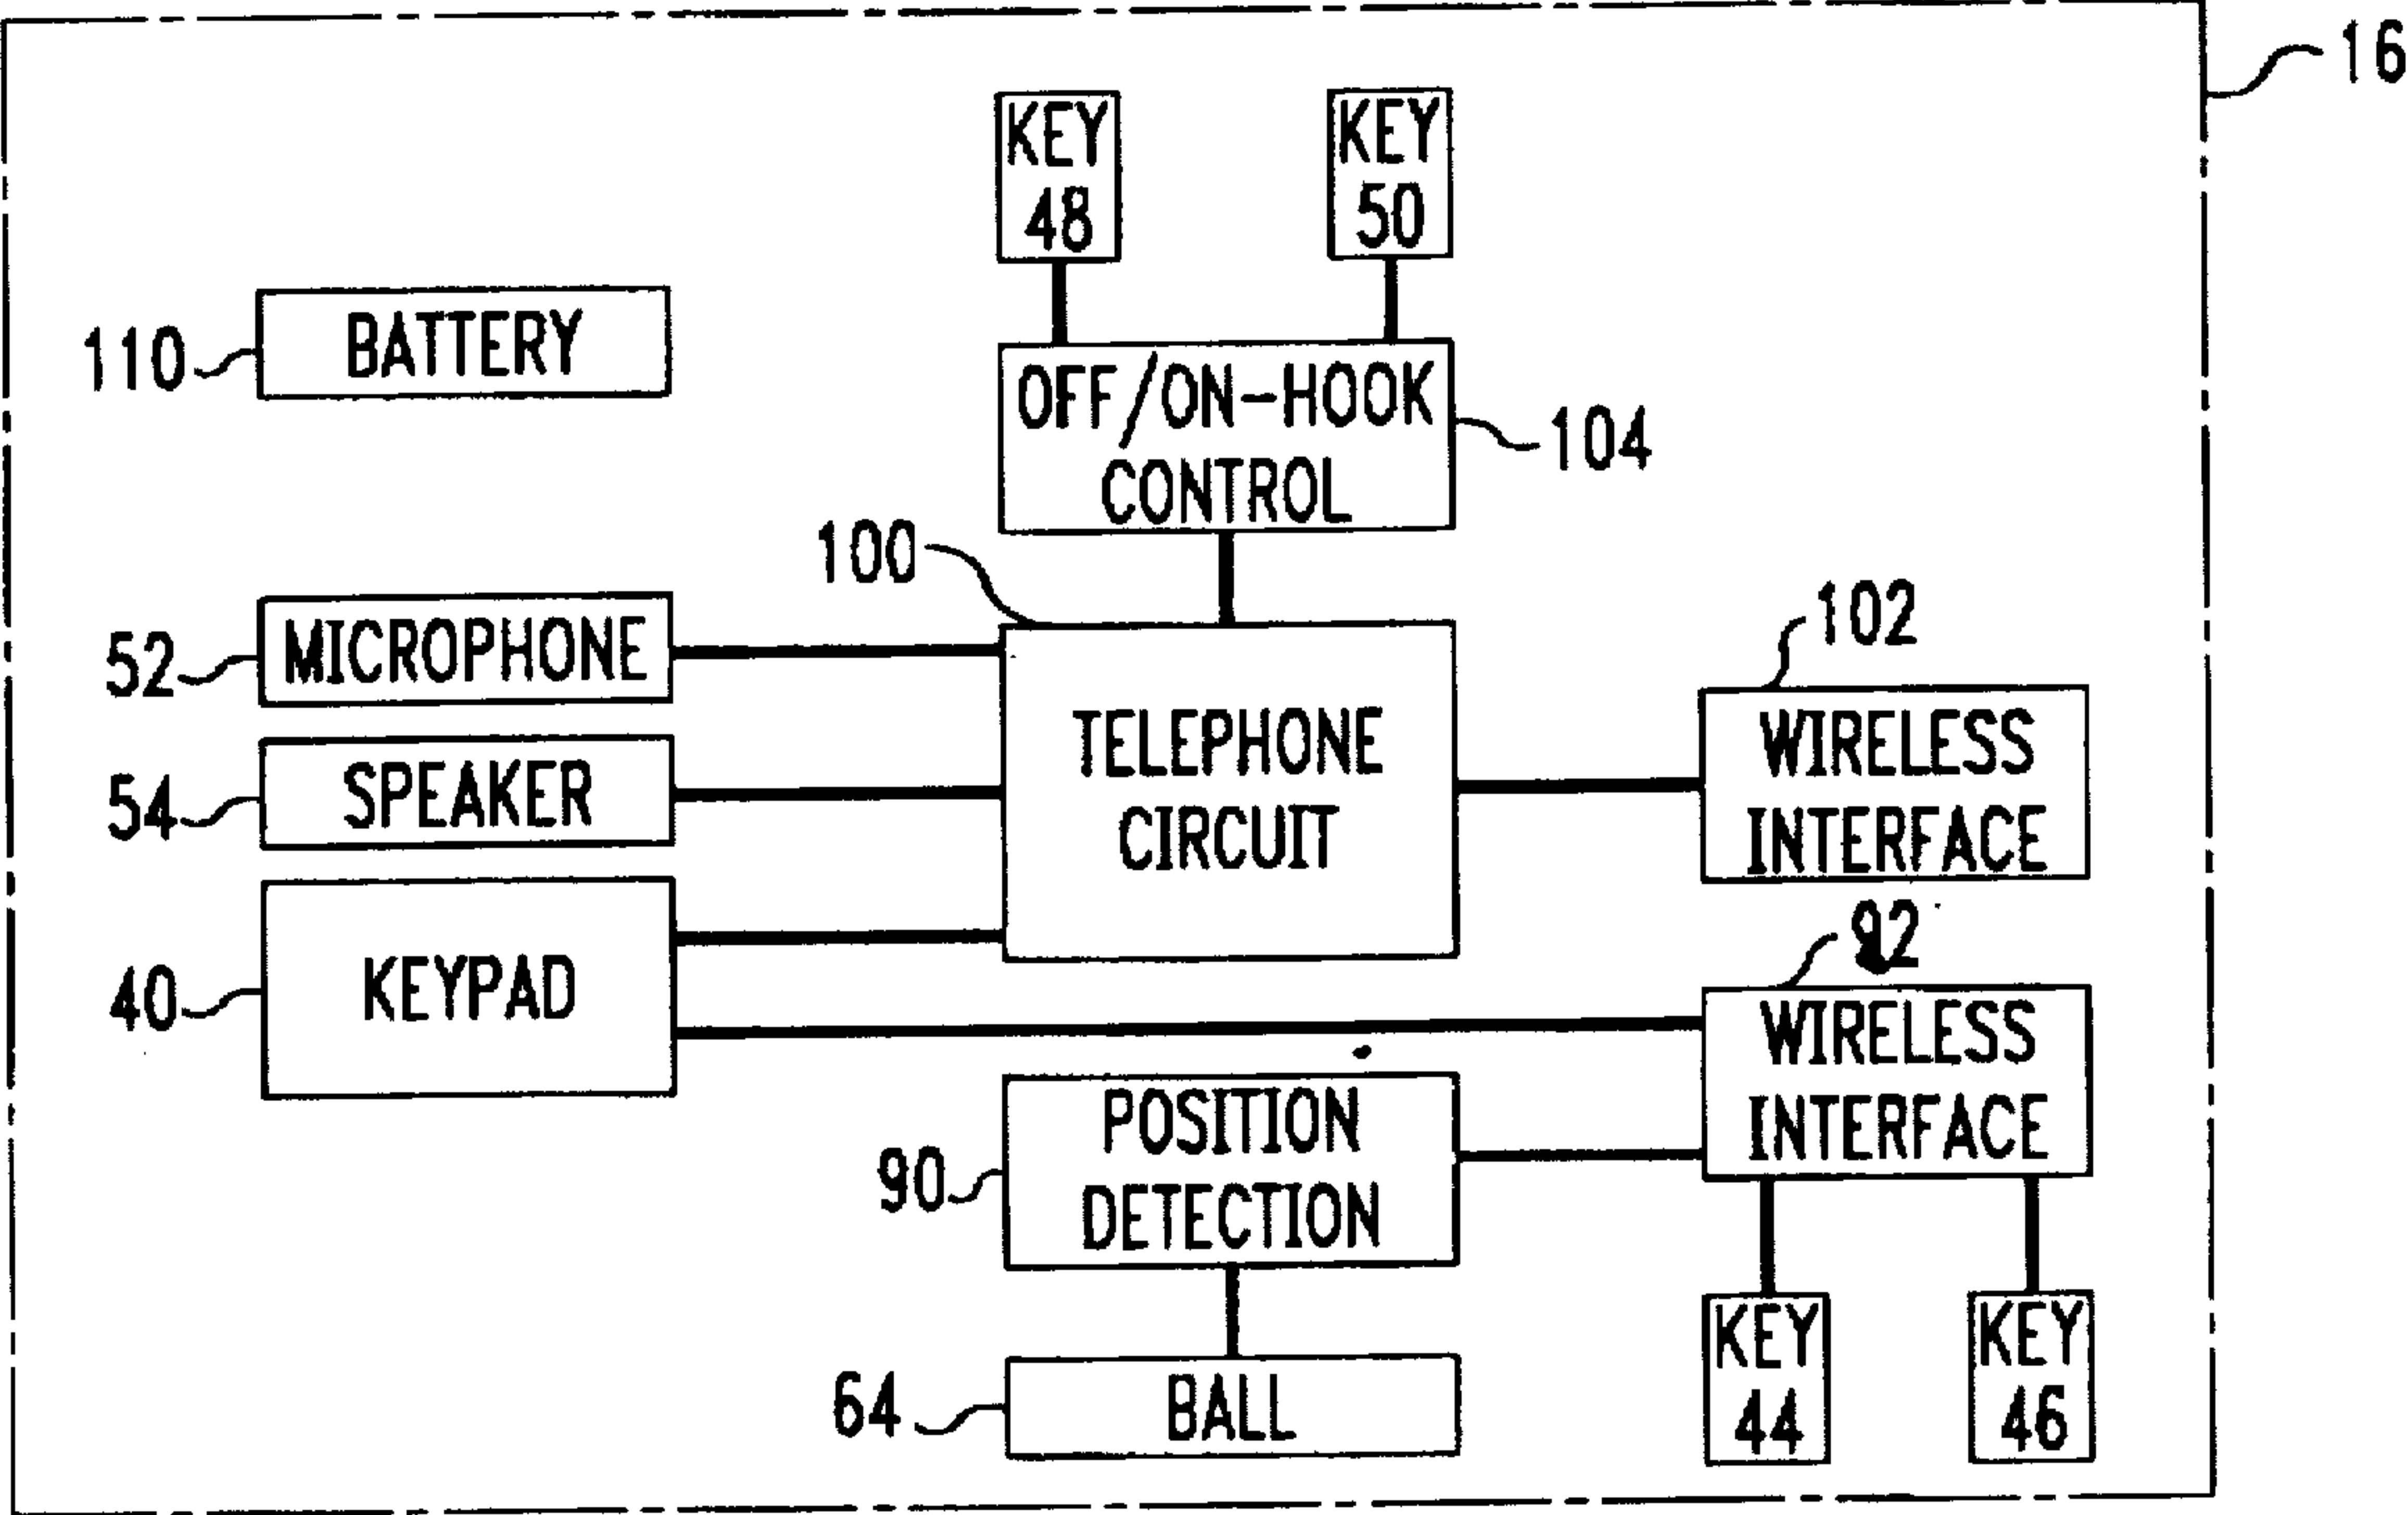 16
KEY
48
KEY
50
110
BATTERY
OFF/ON-HOOK
CONTROL
104
100
52
MICROPHONE
102
54
SPEAKER
TELEPHONE
CIRCUIT
WIRELESS
INTERFACE
40
KEYPAD
92
WIRELESS
INTERFACE
90
POSITION
DETECTION
64
BALL
KEY
44
KEY
46